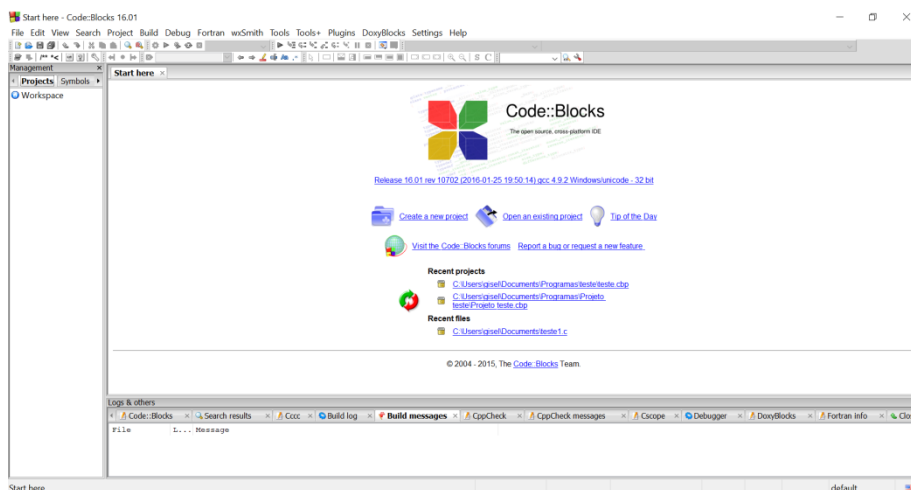 Start here - Code::Blocks 16.01
File Edit View Search Project Build Debug Fortran wxSmith Tools Tools+ Plugins DoxyBlocks Settings Help
S C
Management
Projects Symbols
Workspace
Start here
Code::Blocks
The open source, cross-platform IDE
Release 16.01 rev 10702 (2016-01-25 19:50:14) gcc 4.9.2 Windows/unicode - 32 bit
Create a new project Open an existing project Tip of the Day
Visit the Code::Blocks forums Report a bug or request a new feature
Recent projects
C:\Users\gisel\Documents\Programas\teste\teste.cbp
C:\Users\gisel\Documents\Programas\Projeto
teste\Projeto teste.cbp
Recent files
C:\Users\gisel\Documents\teste1.c
© 2004 - 2015, The Code::Blocks Team.
Logs & others
Code::Blocks Search results Cccc Build log Build messages CppCheck CppCheck messages Cscope Debugger DoxyBlocks Fortran info Clo
File L... Message
Start here default